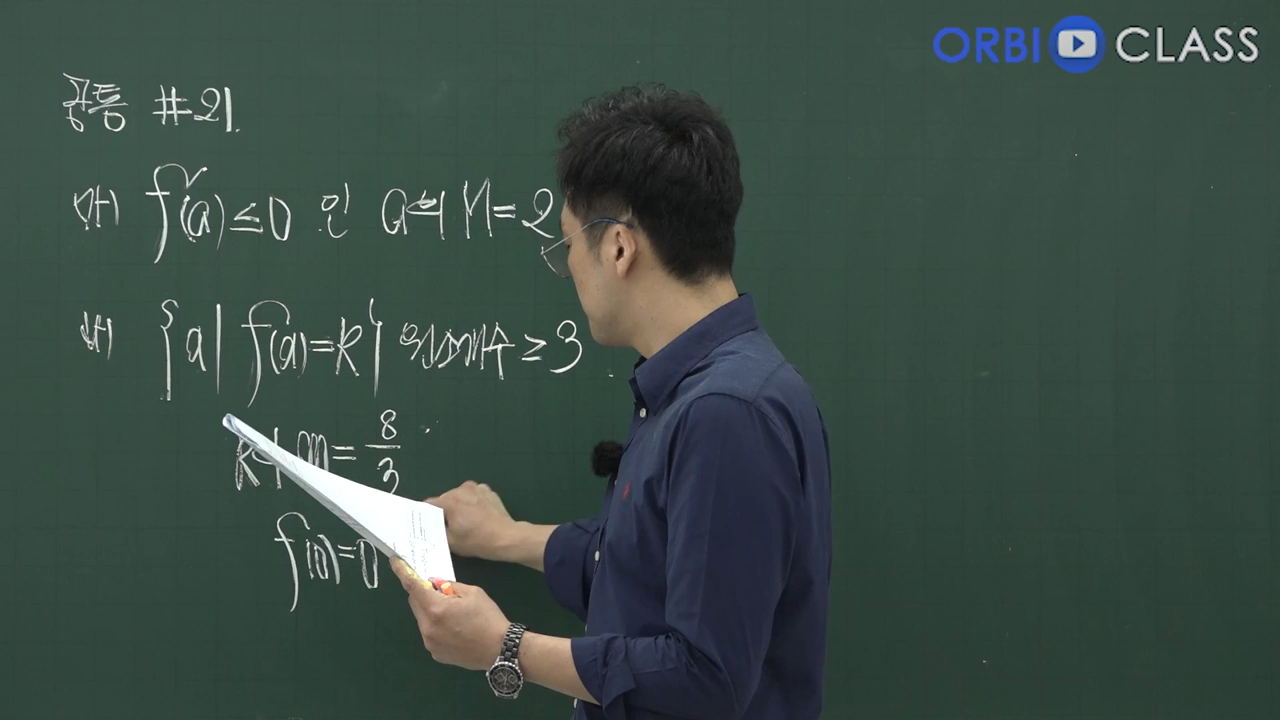 ORBI CLASS
공통 #21.
(가) f'(a)≤0 인 a의 M=2
(나) {a| f(a)=k} 의 원소개수 ≥3
k+m=8/3
f(0)=0